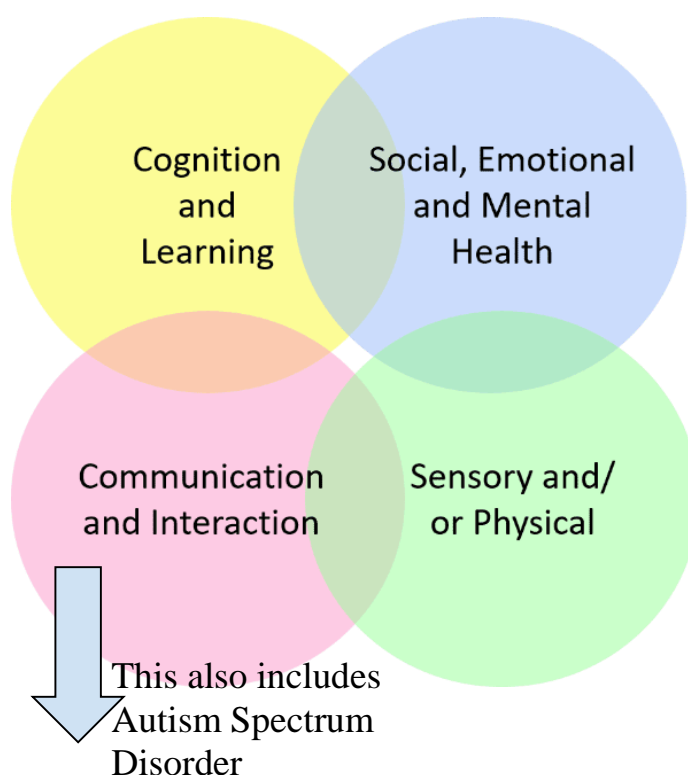 Cognition
and
Learning
Social, Emotional
and Mental
Health
Communication
and Interaction
Sensory and/
or Physical
This also includes
Autism Spectrum
Disorder